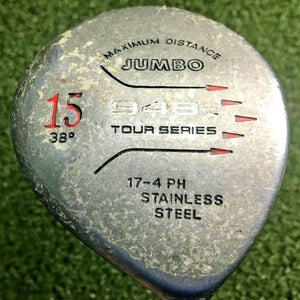 MAXIMUM DISTANCE
JUMBO
15
38°
TOUR SERIES
17-4 PH
STAINLESS
STEEL